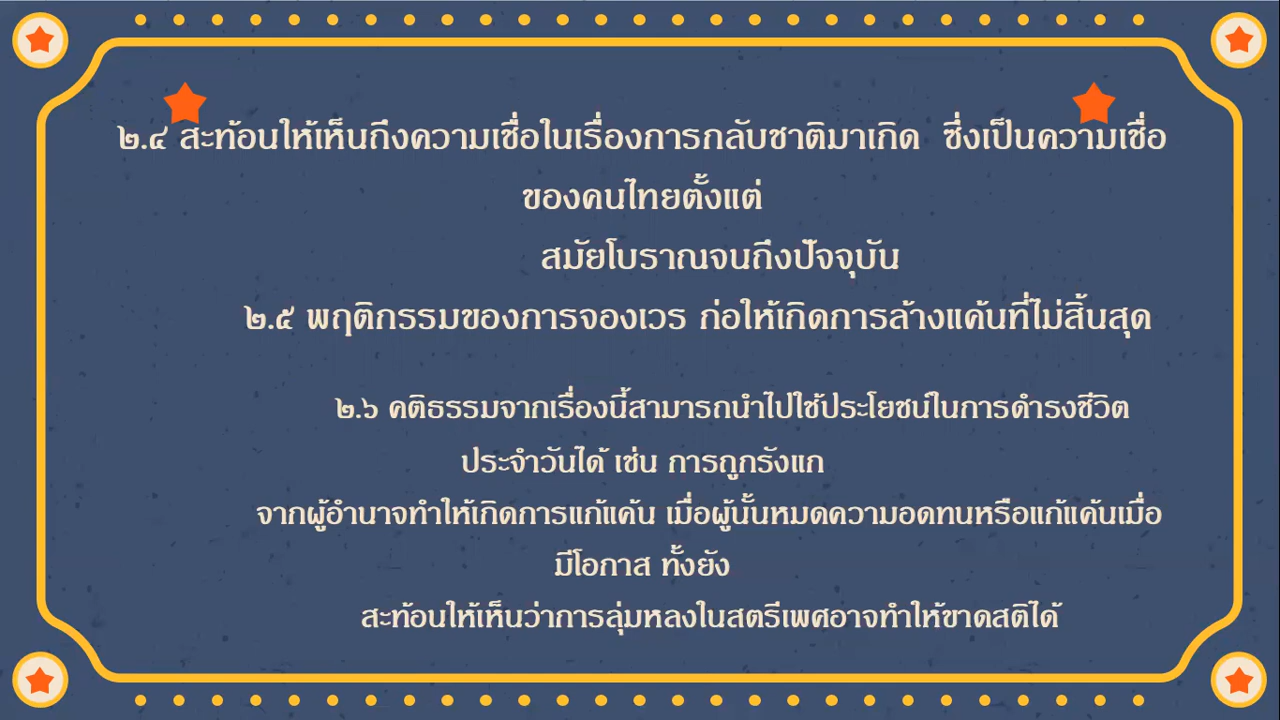 ๒.๔ สะท้อนให้เห็นถึงความเชื่อในเรื่องการกลับชาติมาเกิด ซึ่งเป็นความเชื่อ
ของคนไทยตั้งแต่
สมัยโบราณจนถึงปัจจุบัน
๒.๕ พฤติกรรมของการจองเวร ก่อให้เกิดการล้างแค้นที่ไม่สิ้นสุด
๒.๖ คติธรรมจากเรื่องนี้สามารถนำไปใช้ประโยชน์ในการดำรงชีวิต
ประจำวันได้ เช่น การถูกรังแก
จากผู้อำนาจทำให้เกิดการแก้แค้น เมื่อผู้นั้นหมดความอดทนหรือแก้แค้นเมื่อ
มีโอกาส ทั้งยัง
สะท้อนให้เห็นว่าการลุ่มหลงในสตรีเพศอาจทำให้ขาดสติได้